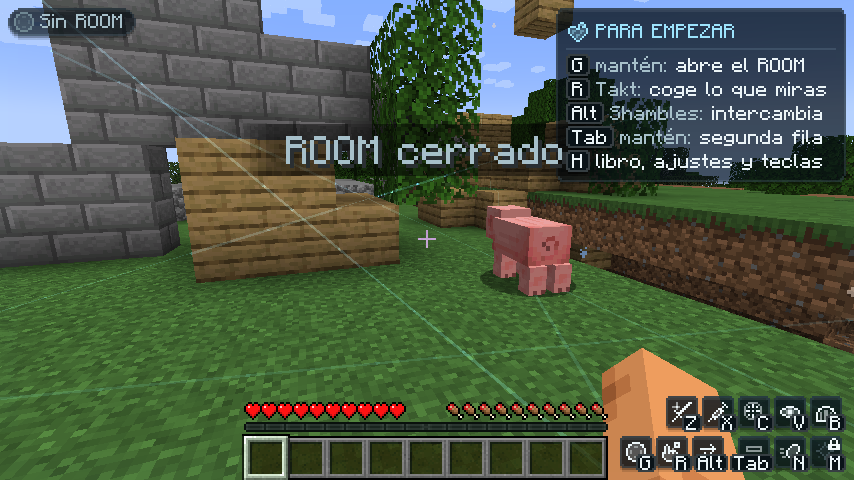 Sin ROOM
PARA EMPEZAR
G mantén: abre el ROOM
R Takt: coge lo que miras
Alt Shambles: intercambia
Tab mantén: segunda fila
H libro, ajustes y teclas
ROOM cerrado
Z X C V B
G R Alt Tab N M